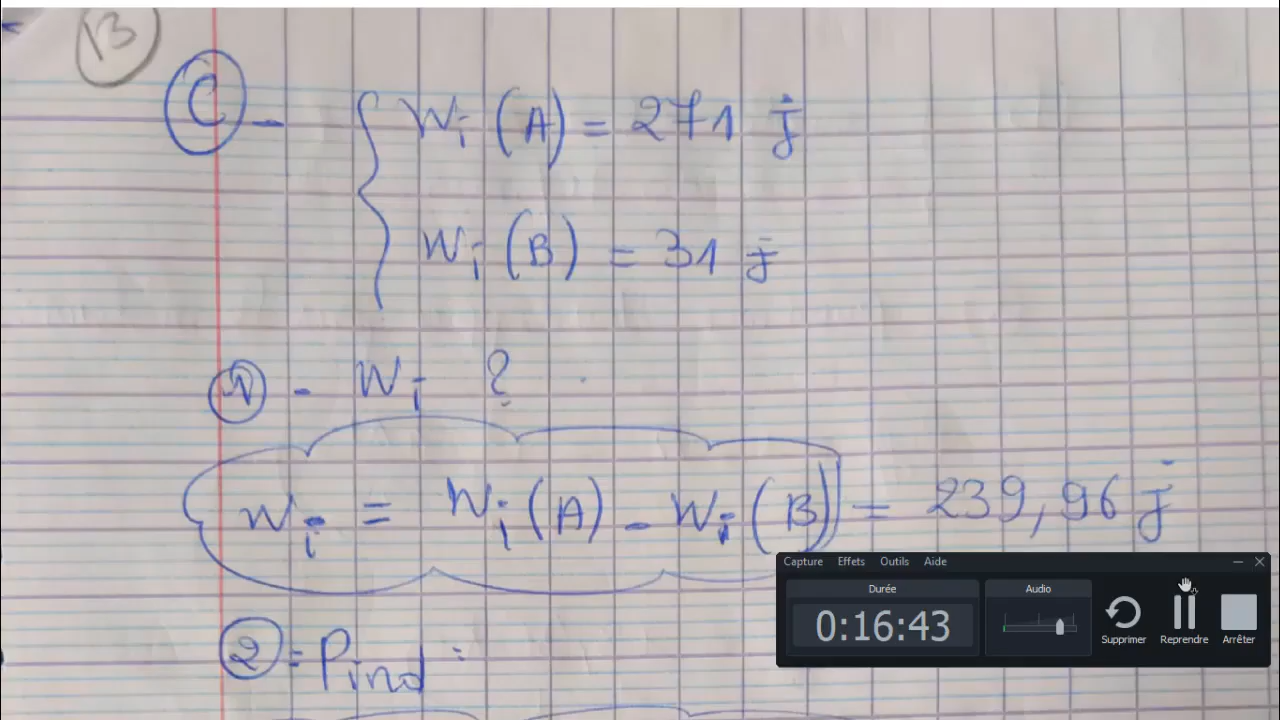 13
C - Wi (A) = 271 j
Wi (B) = 31 j
1 - Wi ?
Wi = Wi (A) - Wi (B) = 239,96 j
Capture Effets Outils Aide
Durée Audio
0:16:43
Supprimer Reprendre Arrêter
2 = Pind :